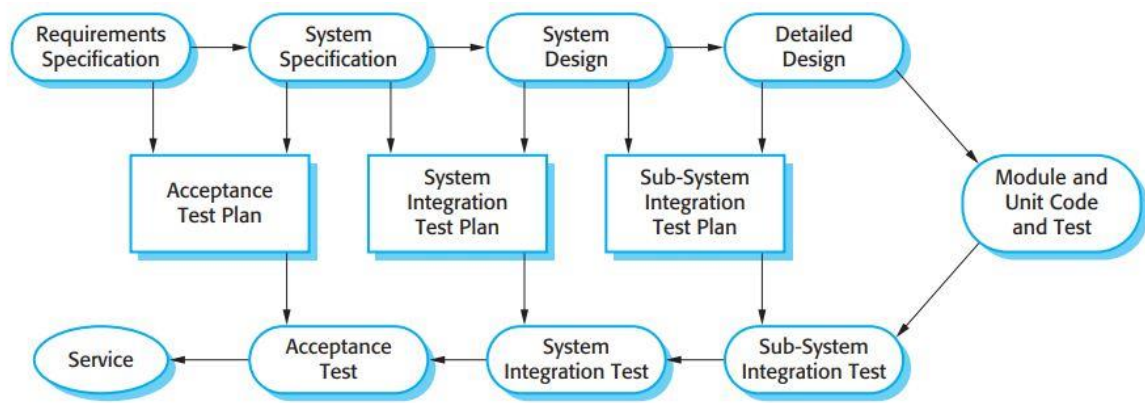 Requirements
Specification
System
Specification
System
Design
Detailed
Design
Acceptance
Test Plan
System
Integration
Test Plan
Sub-System
Integration
Test Plan
Module and
Unit Code
and Test
Service
Acceptance
Test
System
Integration Test
Sub-System
Integration Test